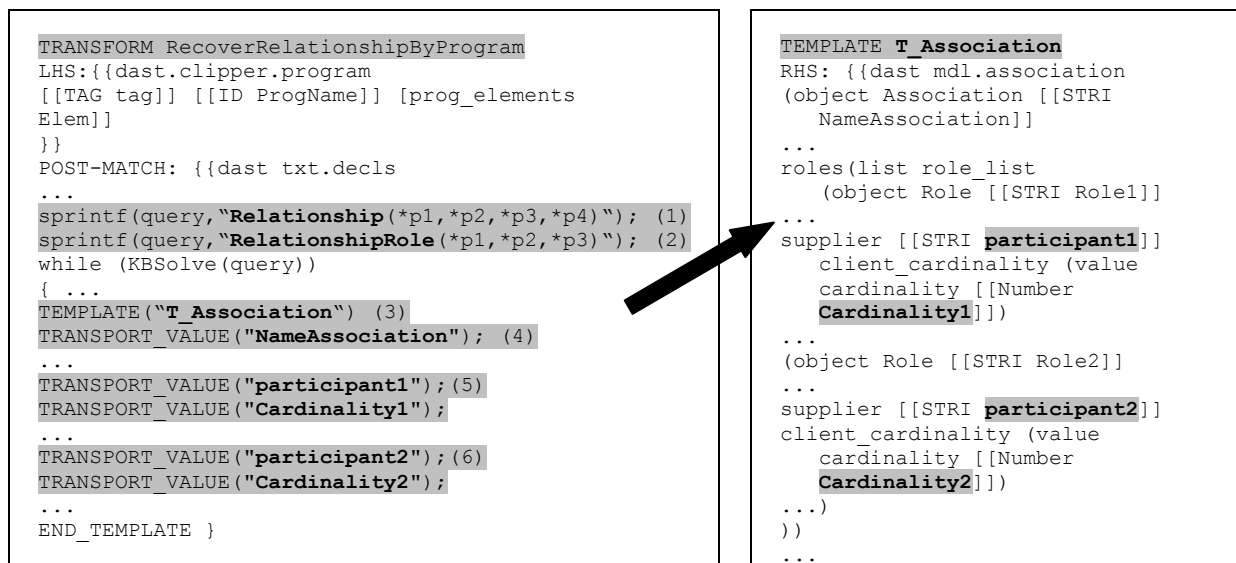 TRANSFORM RecoverRelationshipByProgram
LHS:{{dast.clipper.program
[[TAG tag]] [[ID ProgName]] [prog_elements
Elem]]
}}
POST-MATCH: {{dast txt.decls
...
sprintf(query,“Relationship(*p1,*p2,*p3,*p4)“); (1)
sprintf(query,“RelationshipRole(*p1,*p2,*p3)“); (2)
while (KBSolve(query))
{ ...
TEMPLATE(“T_Association“) (3)
TRANSPORT_VALUE("NameAssociation"); (4)
...
TRANSPORT_VALUE("participant1");(5)
TRANSPORT_VALUE("Cardinality1");
...
TRANSPORT_VALUE("participant2");(6)
TRANSPORT_VALUE("Cardinality2");
...
END_TEMPLATE }
TEMPLATE T_Association
RHS: {{dast mdl.association
(object Association [[STRI
NameAssociation]]
...
roles(list role_list
(object Role [[STRI Role1]]
...
supplier [[STRI participant1]]
client_cardinality (value
cardinality [[Number
Cardinality1]])
...
(object Role [[STRI Role2]]
...
supplier [[STRI participant2]]
client_cardinality (value
cardinality [[Number
Cardinality2]])
...)
))
...